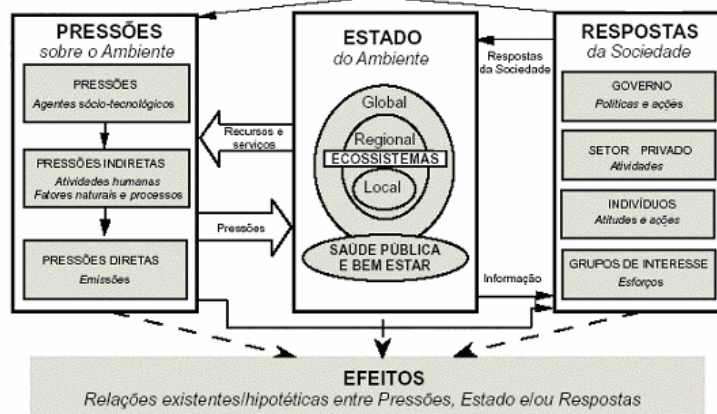 PRESSÕES
sobre o Ambiente
PRESSÕES
Agentes sócio-tecnológicos
PRESSÕES INDIRETAS
Atividades humanas
Fatores naturais e processos
PRESSÕES DIRETAS
Emissões
Recursos e
serviços
Pressões
ESTADO
do Ambiente
Global
Regional
ECOSSISTEMAS
Local
SAÚDE PÚBLICA
E BEM ESTAR
Respostas
da Sociedade
Informação
RESPOSTAS
da Sociedade
GOVERNO
Políticas e ações
SETOR PRIVADO
Atividades
INDIVÍDUOS
Atitudes e ações
GRUPOS DE INTERESSE
Esforços
EFEITOS
Relações existentes/hipotéticas entre Pressões, Estado e/ou Respostas